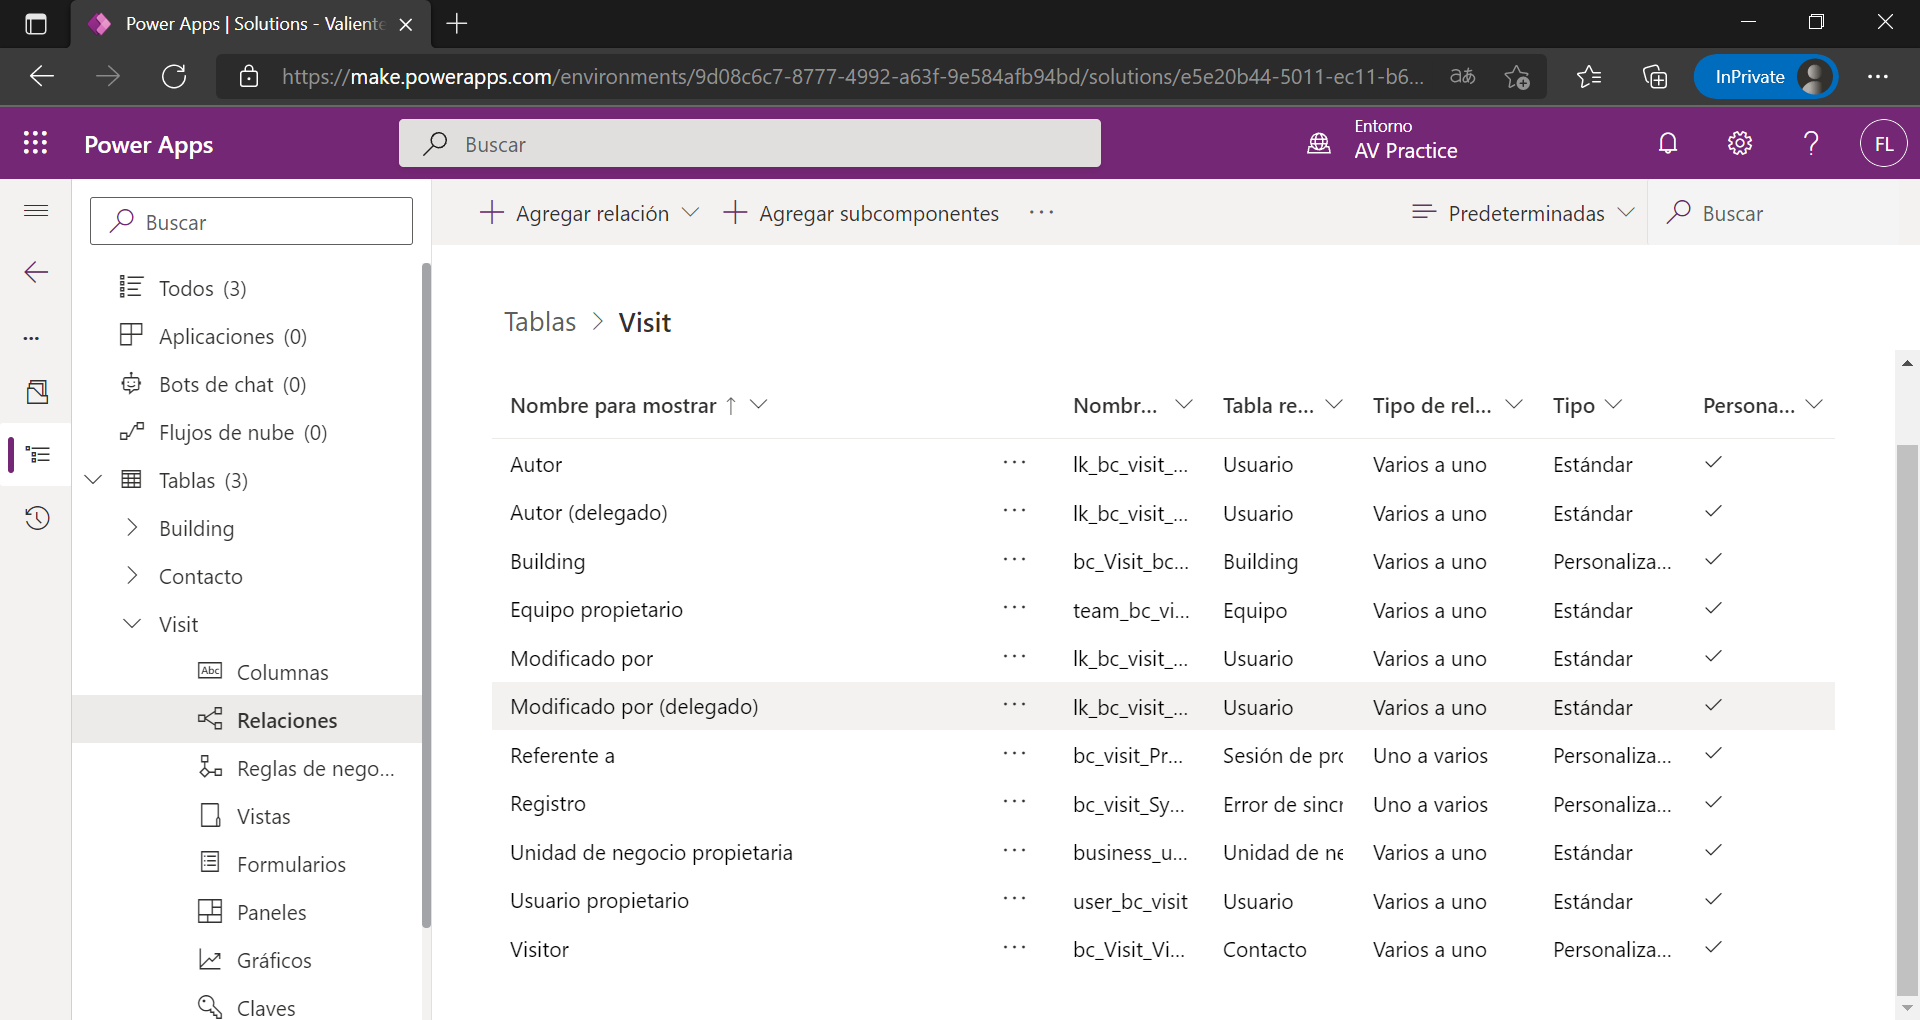 Power Apps | Solutions - Valiente
https://make.powerapps.com/environments/9d08c6c7-8777-4992-a63f-9e584afb94bd/solutions/e5e20b44-5011-ec11-b6...
aあ
InPrivate
Power Apps
Buscar
Entorno
AV Practice
FL
Buscar
Agregar relación
Agregar subcomponentes
Predeterminadas
Buscar
Todos (3)
Aplicaciones (0)
Bots de chat (0)
Flujos de nube (0)
Tablas (3)
Building
Contacto
Visit
Abc Columnas
Relaciones
Reglas de nego...
Vistas
Formularios
Paneles
Gráficos
Claves
Tablas > Visit
Nombre para mostrar ↑ Nombr... Tabla re... Tipo de rel... Tipo Persona...
Autor lk_bc_visit_... Usuario Varios a uno Estándar
Autor (delegado) lk_bc_visit_... Usuario Varios a uno Estándar
Building bc_Visit_bc... Building Varios a uno Personaliza...
Equipo propietario team_bc_vi... Equipo Varios a uno Estándar
Modificado por lk_bc_visit_... Usuario Varios a uno Estándar
Modificado por (delegado) lk_bc_visit_... Usuario Varios a uno Estándar
Referente a bc_visit_Pr... Sesión de pro Uno a varios Personaliza...
Registro bc_visit_Sy... Error de sincr Uno a varios Personaliza...
Unidad de negocio propietaria business_u... Unidad de ne Varios a uno Estándar
Usuario propietario user_bc_visit Usuario Varios a uno Estándar
Visitor bc_Visit_Vi... Contacto Varios a uno Personaliza...